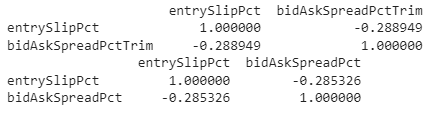 entrySlipPct bidAskSpreadPctTrim
entrySlipPct 1.000000 -0.288949
bidAskSpreadPctTrim -0.288949 1.000000
entrySlipPct bidAskSpreadPct
entrySlipPct 1.000000 -0.285326
bidAskSpreadPct -0.285326 1.000000